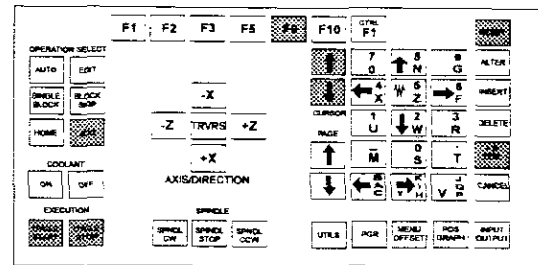 F1 F2 F3 F5 F10 CTRL F1
OPERATION SELECT
AUTO EDIT
SINGLE BLOCK BLOCK SKIP
HOME
COOLANT
ON OFF
EXECUTION
-X
-Z TRVRS +Z
+X
AXIS/DIRECTION
SPINDLE
SPNDL CW SPNDL STOP SPNDL CCW
CURSOR
PAGE
7 O 8 N 9 G ALTER
4 X 5 Z 6 F INSERT
1 U 2 W 3 R DELETE
- M 0 S . T
CANCEL
UTILS PGR MENU OFFSET POS GRAPH INPUT OUTPUT